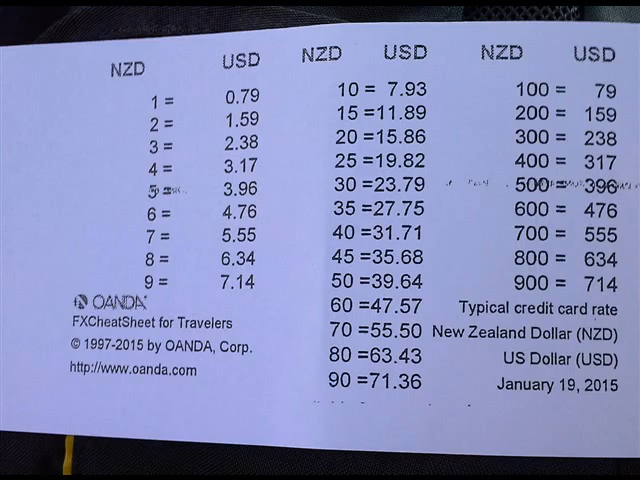 NZD USD
1 = 0.79
2 = 1.59
3 = 2.38
4 = 3.17
5 = 3.96
6 = 4.76
7 = 5.55
8 = 6.34
9 = 7.14
OANDA
FXCheatSheet for Travelers
© 1997-2015 by OANDA, Corp.
http://www.oanda.com
NZD USD
10 = 7.93
15 =11.89
20 =15.86
25 =19.82
30 =23.79
35 =27.75
40 =31.71
45 =35.68
50 =39.64
60 =47.57
70 =55.50
80 =63.43
90 =71.36
NZD USD
100 = 79
200 = 159
300 = 238
400 = 317
500 = 396
600 = 476
700 = 555
800 = 634
900 = 714
Typical credit card rate
New Zealand Dollar (NZD)
US Dollar (USD)
January 19, 2015